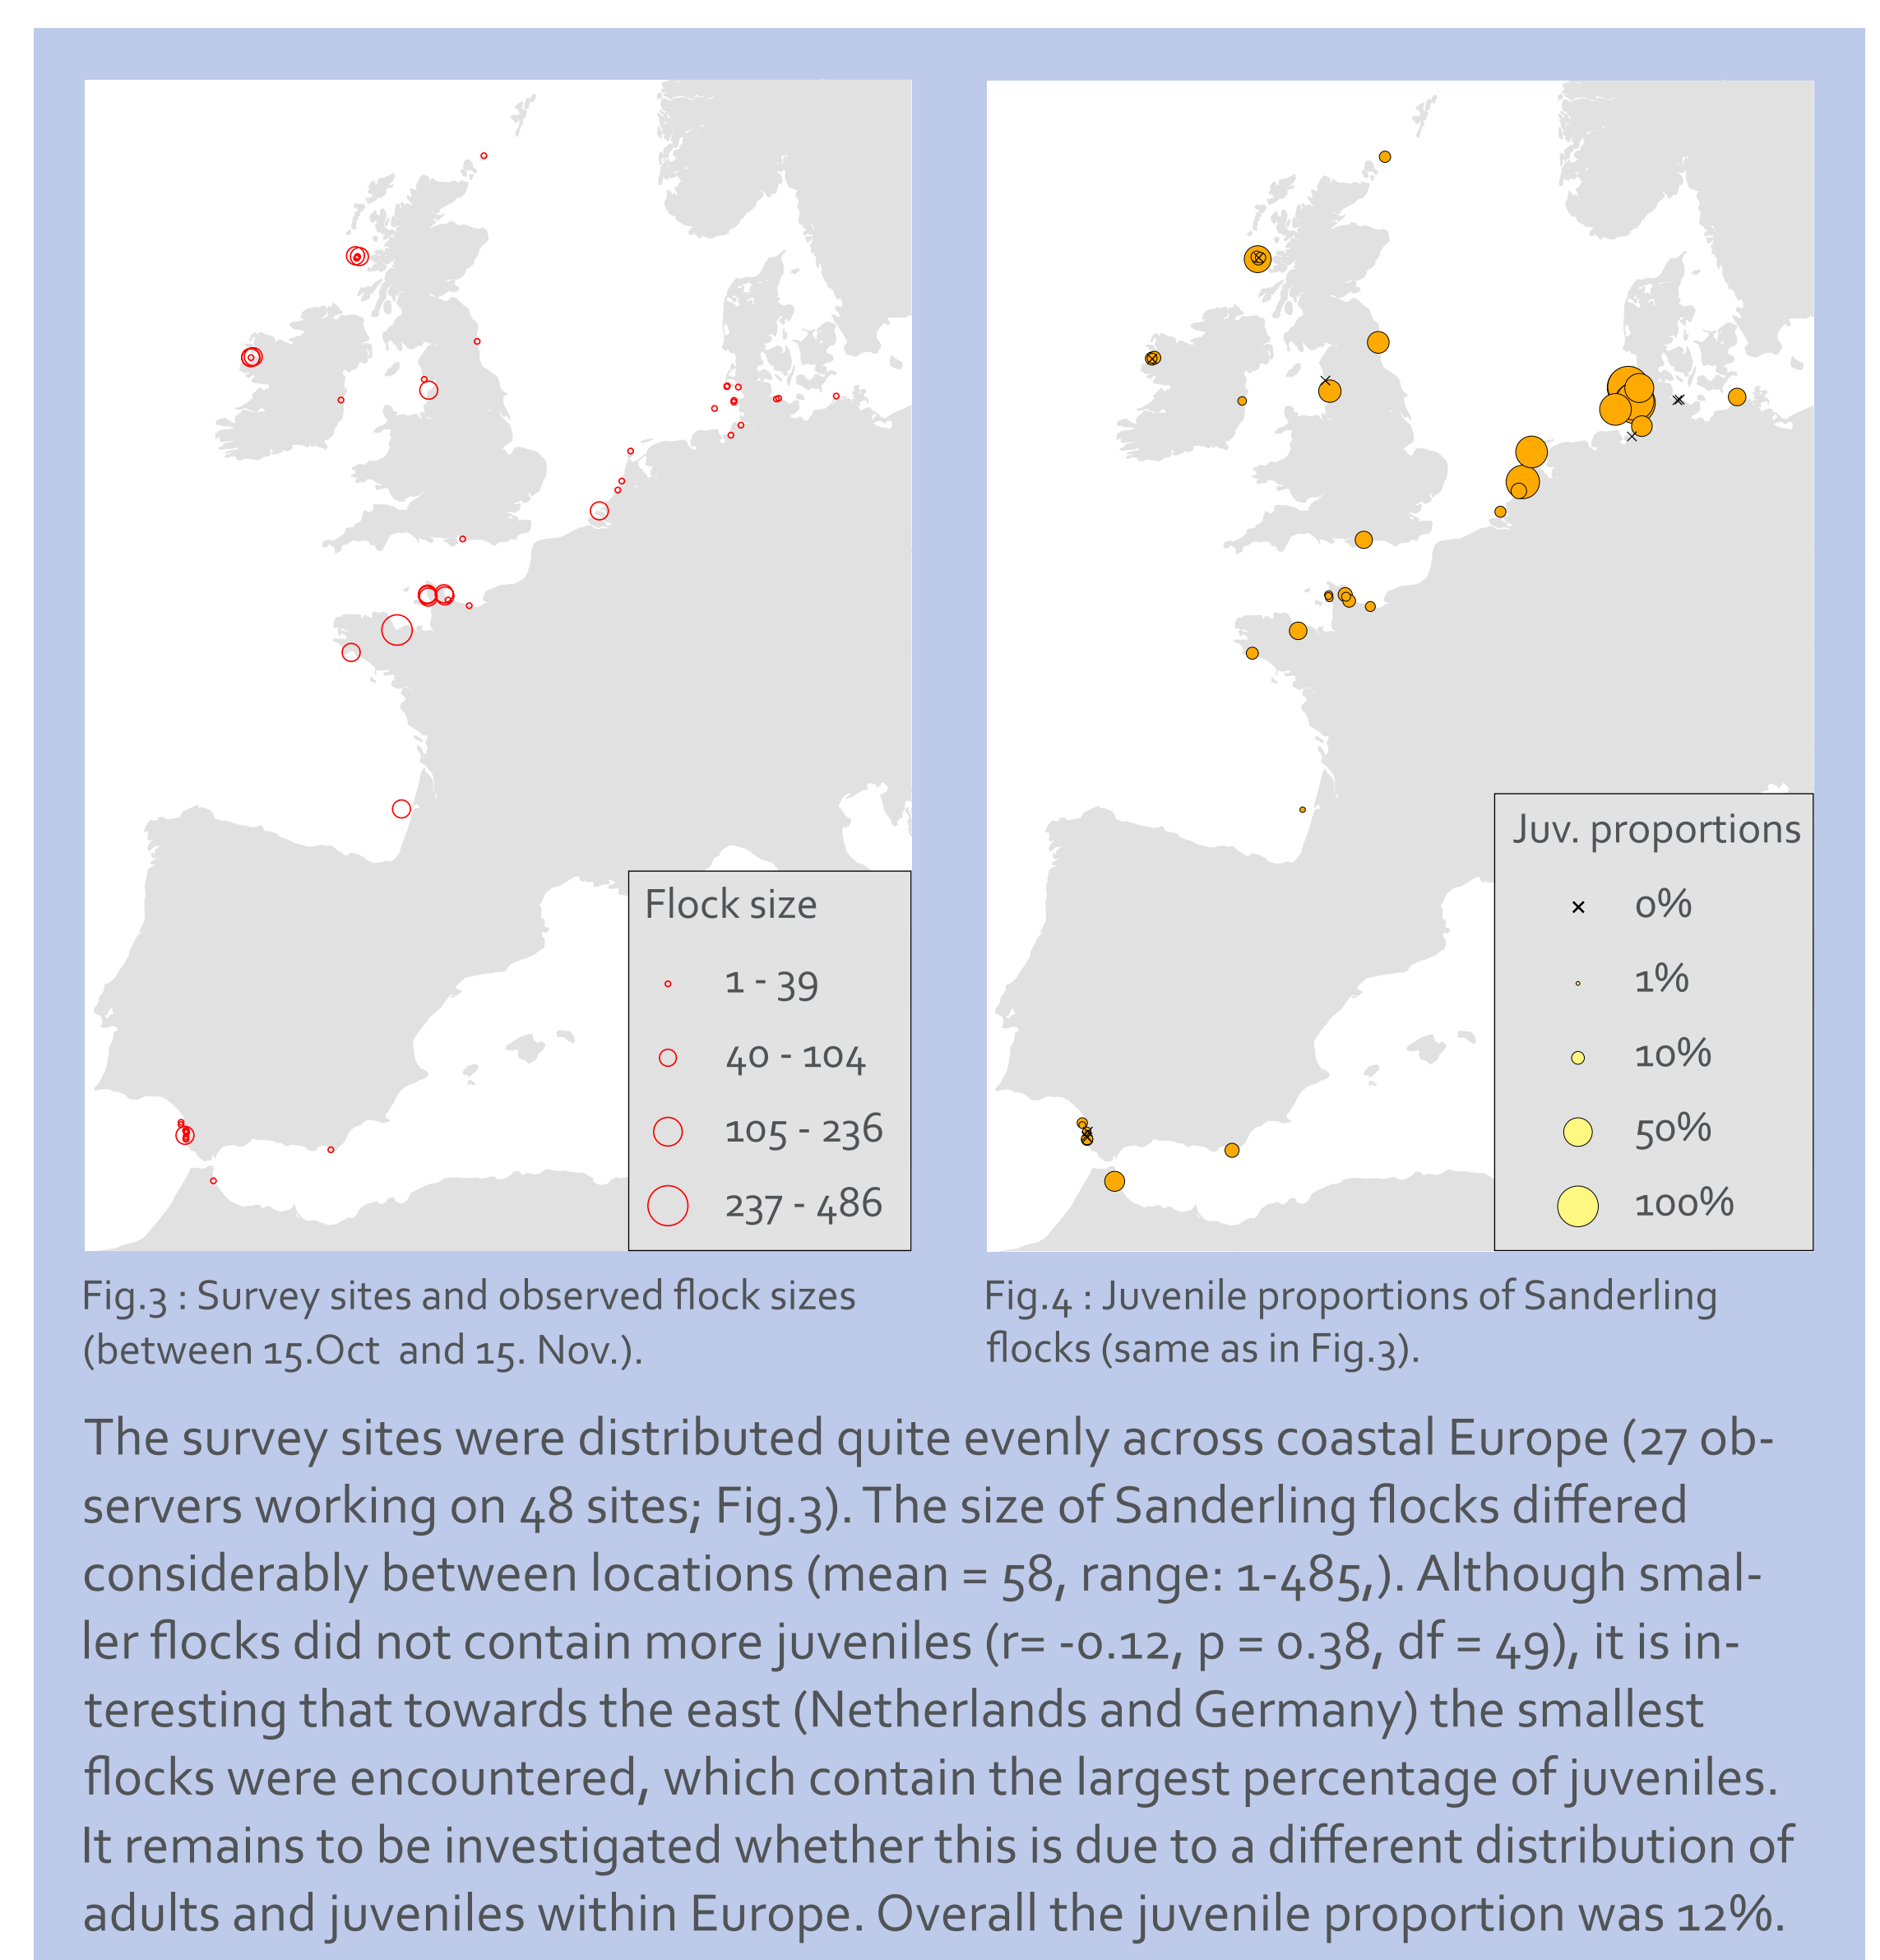 Flock size
1 - 39
40 - 104
105 - 236
237 - 486
Juv. proportions
0%
1%
10%
50%
100%
Fig.3 : Survey sites and observed flock sizes
(between 15.Oct  and 15. Nov.).
Fig.4 : Juvenile proportions of Sanderling
flocks (same as in Fig.3).
The survey sites were distributed quite evenly across coastal Europe (27 ob-
servers working on 48 sites; Fig.3). The size of Sanderling flocks differed
considerably between locations (mean = 58, range: 1-485,). Although smal-
ler flocks did not contain more juveniles (r= -0.12, p = 0.38, df = 49), it is in-
teresting that towards the east (Netherlands and Germany) the smallest
flocks were encountered, which contain the largest percentage of juveniles.
It remains to be investigated whether this is due to a different distribution of
adults and juveniles within Europe. Overall the juvenile proportion was 12%.